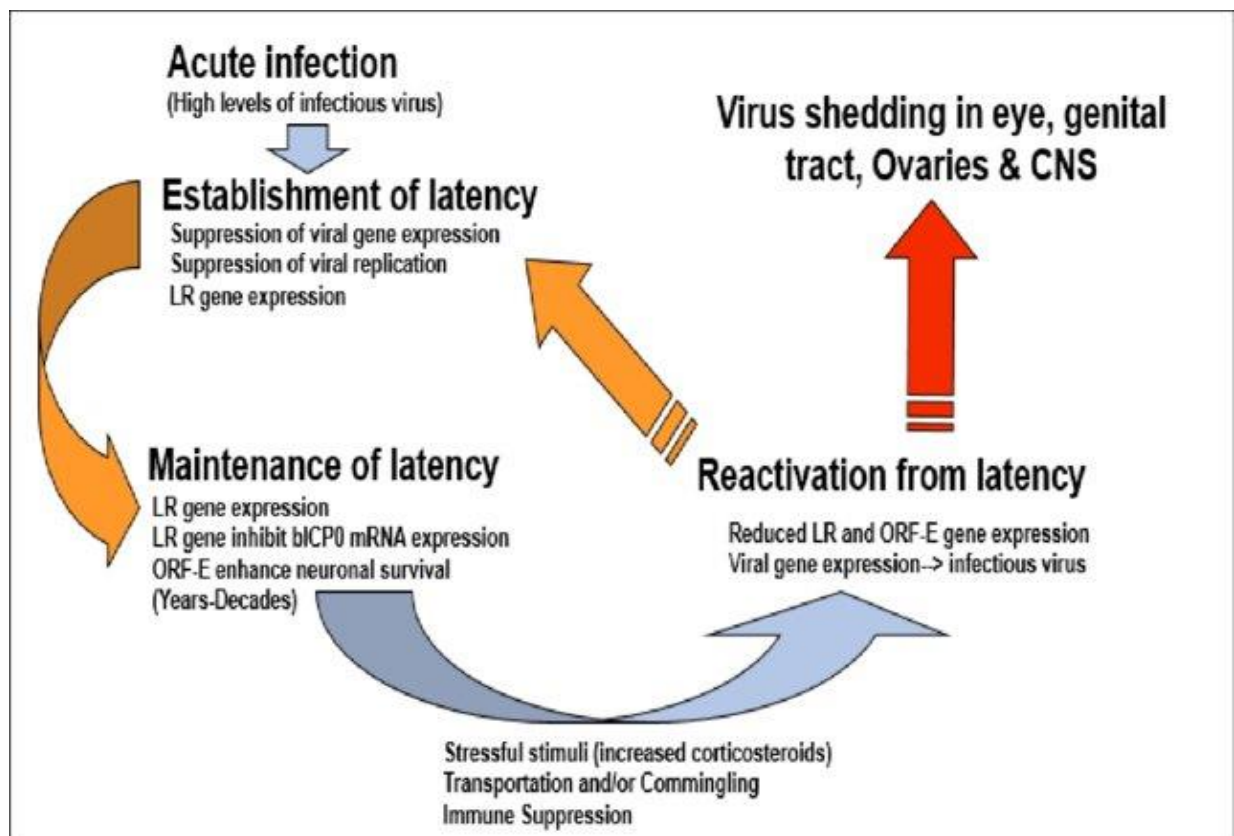 Acute infection
(High levels of infectious virus)
Establishment of latency
Suppression of viral gene expression
Suppression of viral replication
LR gene expression
Maintenance of latency
LR gene expression
LR gene inhibit bICP0 mRNA expression
ORF-E enhance neuronal survival
(Years-Decades)
Stressful stimuli (increased corticosteroids)
Transportation and/or Commingling
Immune Suppression
Reactivation from latency
Reduced LR and ORF-E gene expression
Viral gene expression--> infectious virus
Virus shedding in eye, genital
tract, Ovaries & CNS